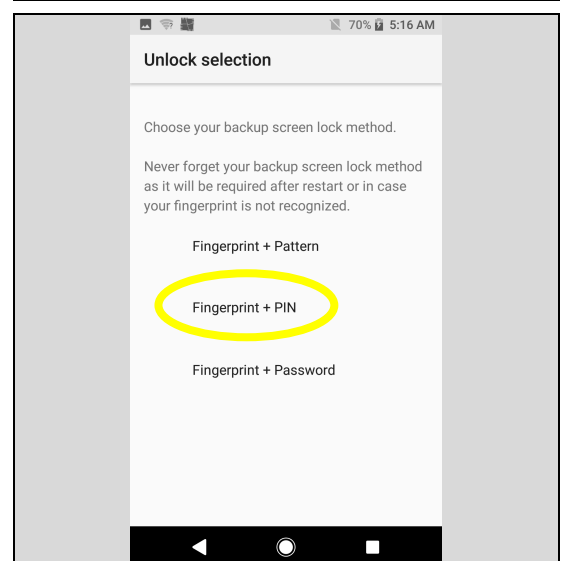 70% 5:16 AM
Unlock selection
Choose your backup screen lock method.
Never forget your backup screen lock method
as it will be required after restart or in case
your fingerprint is not recognized.
Fingerprint + Pattern
Fingerprint + PIN
Fingerprint + Password